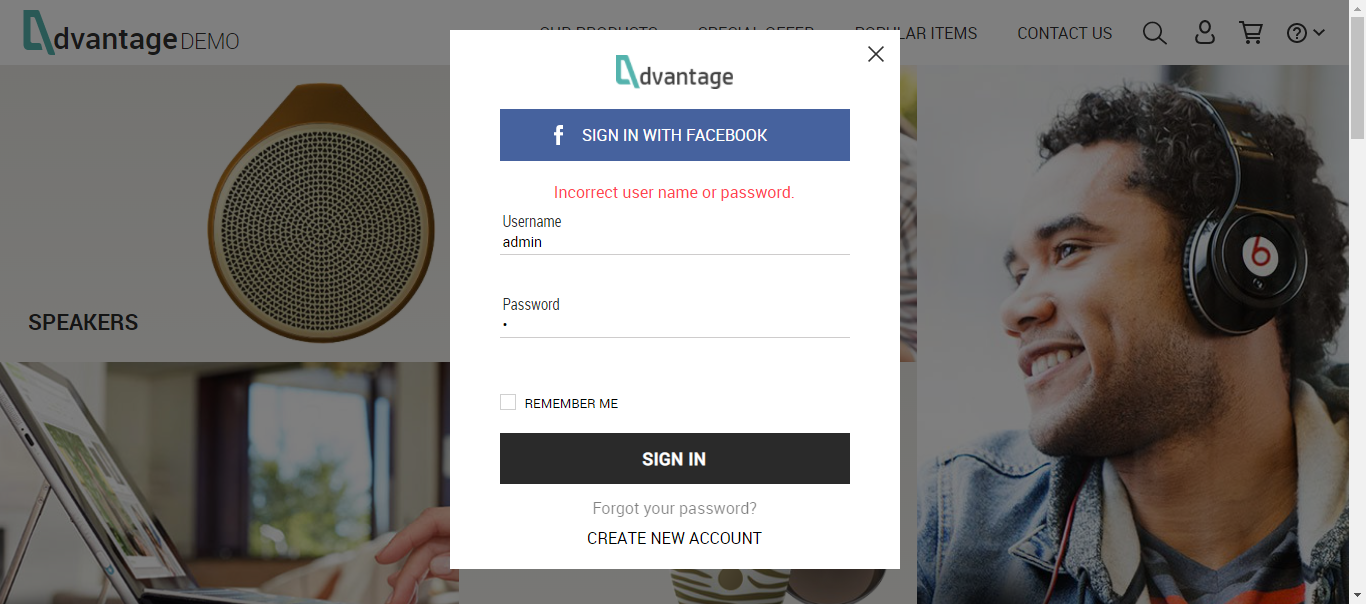 dvantage DEMO
OUR PRODUCTS SPECIAL OFFER POPULAR ITEMS CONTACT US
dvantage
SIGN IN WITH FACEBOOK
Incorrect user name or password.
Username
admin
Password
•
REMEMBER ME
SIGN IN
Forgot your password?
CREATE NEW ACCOUNT
SPEAKERS